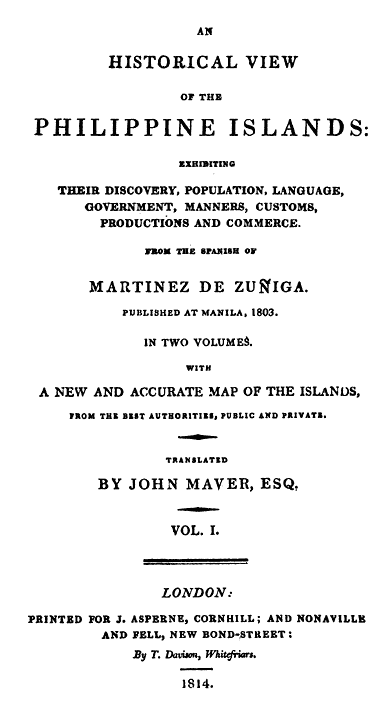 AN
HISTORICAL VIEW
OF THE
PHILIPPINE ISLANDS:
EXHIBITING
THEIR DISCOVERY, POPULATION, LANGUAGE,
GOVERNMENT, MANNERS, CUSTOMS,
PRODUCTIONS AND COMMERCE.
FROM THE SPANISH OF
MARTINEZ DE ZUÑIGA.
PUBLISHED AT MANILA, 1803.
IN TWO VOLUMES.
WITH
A NEW AND ACCURATE MAP OF THE ISLANDS,
FROM THE BEST AUTHORITIES, PUBLIC AND PRIVATE.
TRANSLATED
BY JOHN MAVER, ESQ.
VOL. I.
LONDON:
PRINTED FOR J. ASPERNE, CORNHILL; AND NONAVILLE
AND FELL, NEW BOND-STREET:
By T. Davison, Whitefriars.
1814.